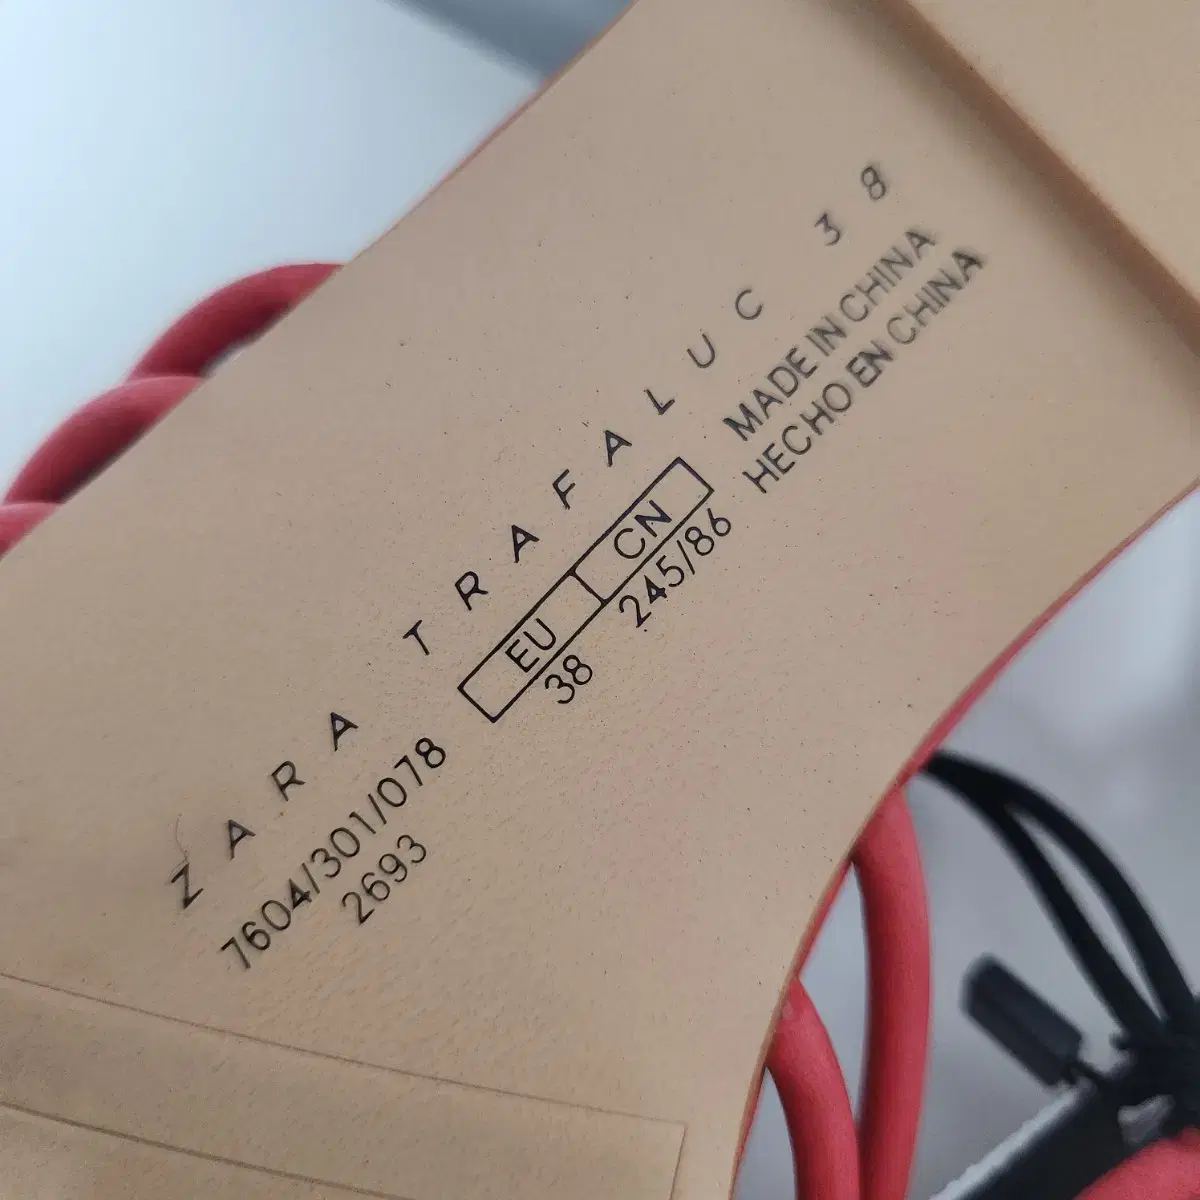 ZARA TRAFALUC 38
7604/301/078
2693
EU CN
38 245/86
MADE IN CHINA
HECHO EN CHINA